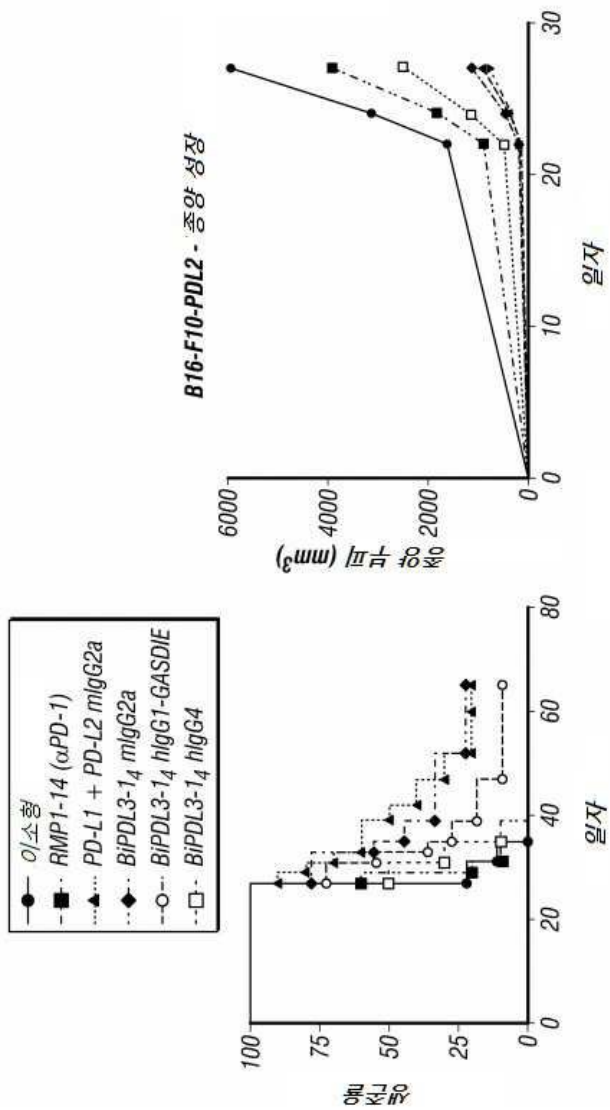 이소형
RMP1-14 (αPD-1)
PD-L1 + PD-L2 mIgG2a
BiPDL3-1₄ mIgG2a
BiPDL3-1₄ hIgG1-GASDIE
BiPDL3-1₄ hIgG4
생존율
100
75
50
25
0
0
20
40
60
80
일자
B16-F10-PDL2 - 종양 성장
종양 부피 (mm³)
6000
4000
2000
0
0
10
20
30
일자